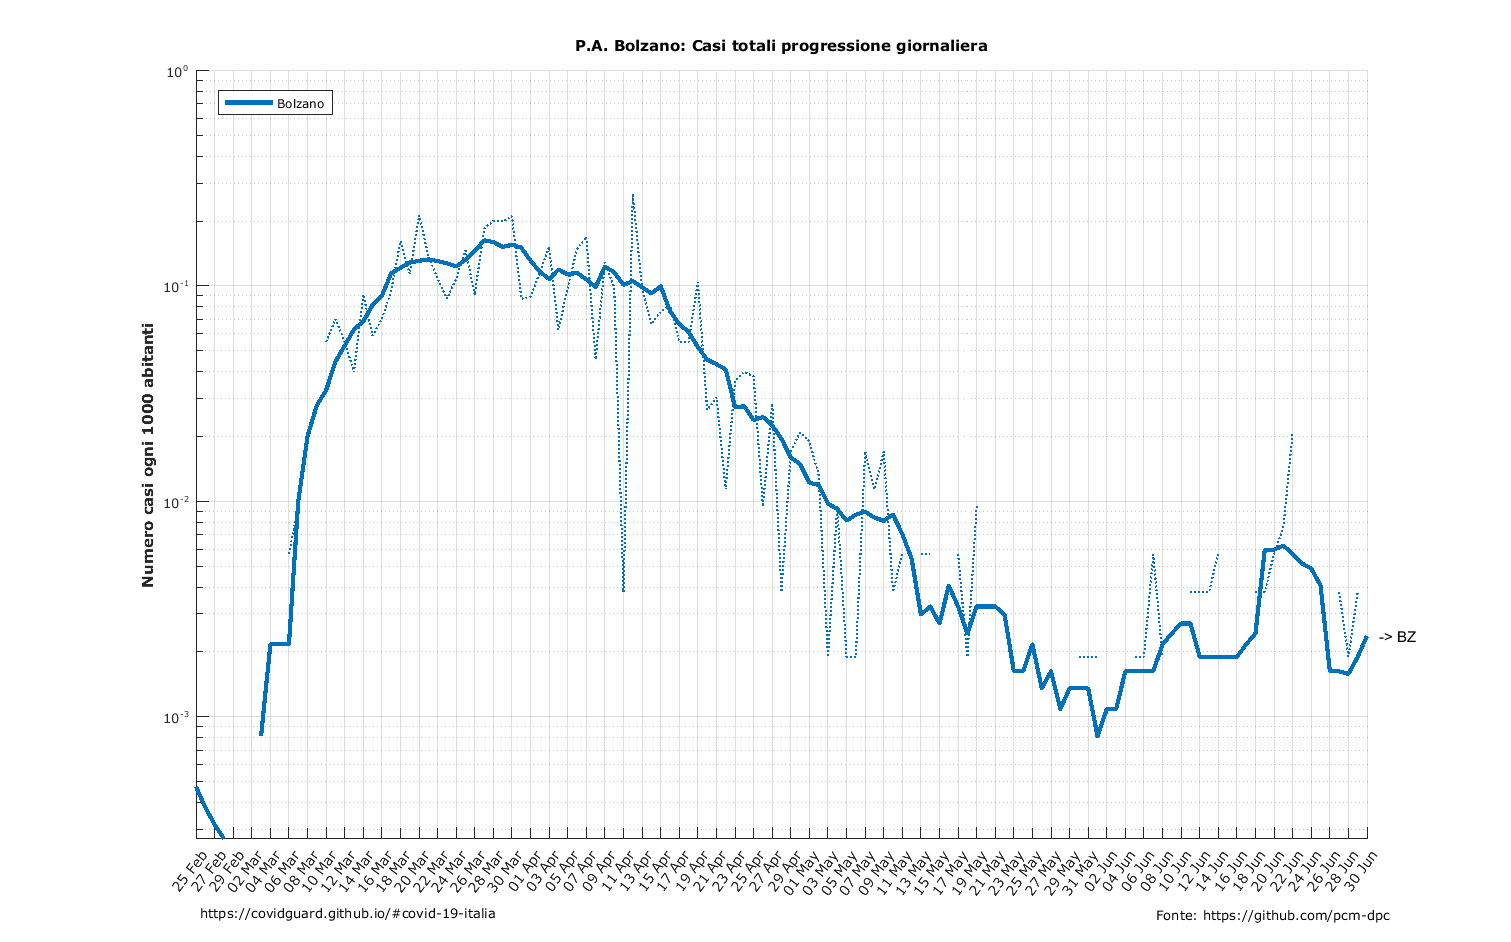 P.A. Bolzano: Casi totali progressione giornaliera
10⁰
Bolzano
Numero casi ogni 1000 abitanti
10⁻¹
10⁻²
10⁻³
-> BZ
25 Feb
27 Feb
29 Feb
02 Mar
04 Mar
06 Mar
08 Mar
10 Mar
12 Mar
14 Mar
16 Mar
18 Mar
20 Mar
22 Mar
24 Mar
26 Mar
28 Mar
30 Mar
01 Apr
03 Apr
05 Apr
07 Apr
09 Apr
11 Apr
13 Apr
15 Apr
17 Apr
19 Apr
21 Apr
23 Apr
25 Apr
27 Apr
29 Apr
01 May
03 May
05 May
07 May
09 May
11 May
13 May
15 May
17 May
19 May
21 May
23 May
25 May
27 May
29 May
31 May
02 Jun
04 Jun
06 Jun
08 Jun
10 Jun
12 Jun
14 Jun
16 Jun
18 Jun
20 Jun
22 Jun
24 Jun
26 Jun
28 Jun
30 Jun
https://covidguard.github.io/#covid-19-italia
Fonte: https://github.com/pcm-dpc